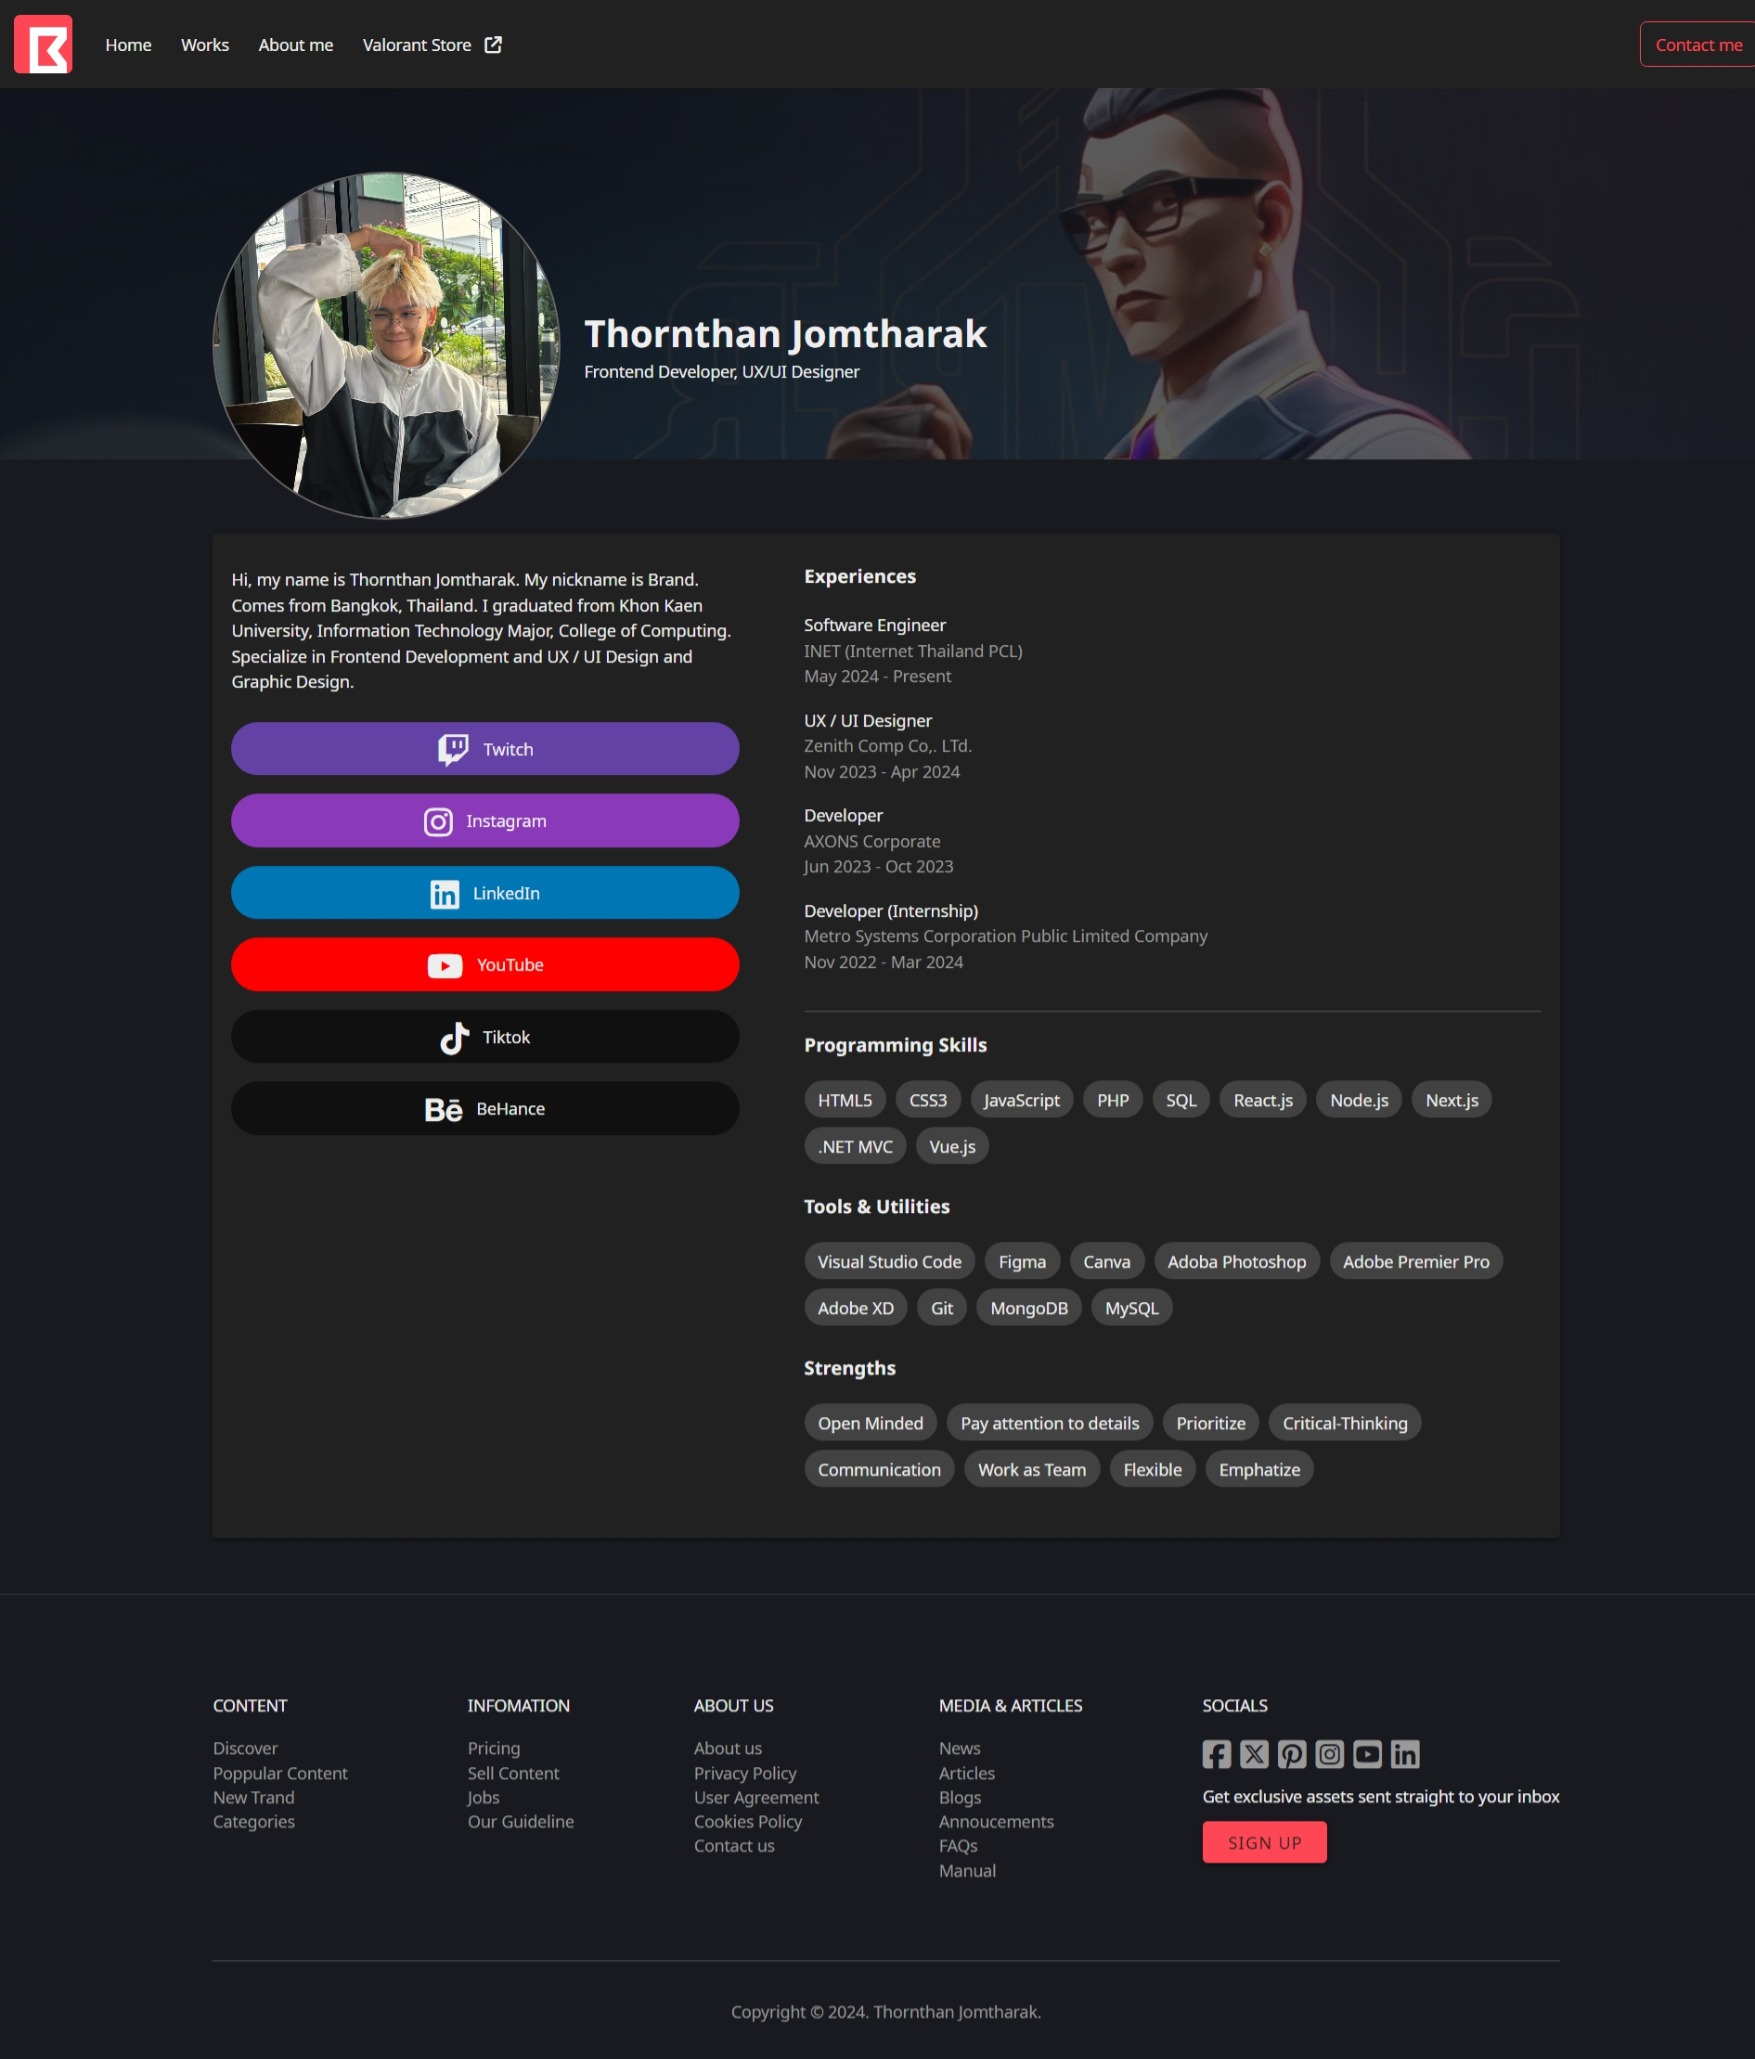 Home Works About me Valorant Store Contact me
Thornthan Jomtharak
Frontend Developer, UX/UI Designer
Hi, my name is Thornthan Jomtharak. My nickname is Brand.
Comes from Bangkok, Thailand. I graduated from Khon Kaen
University, Information Technology Major, College of Computing.
Specialize in Frontend Development and UX / UI Design and
Graphic Design.
Twitch
Instagram
LinkedIn
YouTube
Tiktok
Bē BeHance
Experiences
Software Engineer
INET (Internet Thailand PCL)
May 2024 - Present
UX / UI Designer
Zenith Comp Co,. LTd.
Nov 2023 - Apr 2024
Developer
AXONS Corporate
Jun 2023 - Oct 2023
Developer (Internship)
Metro Systems Corporation Public Limited Company
Nov 2022 - Mar 2024
Programming Skills
HTML5 CSS3 JavaScript PHP SQL React.js Node.js Next.js
.NET MVC Vue.js
Tools & Utilities
Visual Studio Code Figma Canva Adoba Photoshop Adobe Premier Pro
Adobe XD Git MongoDB MySQL
Strengths
Open Minded Pay attention to details Prioritize Critical-Thinking
Communication Work as Team Flexible Emphatize
CONTENT
Discover
Poppular Content
New Trand
Categories
INFOMATION
Pricing
Sell Content
Jobs
Our Guideline
ABOUT US
About us
Privacy Policy
User Agreement
Cookies Policy
Contact us
MEDIA & ARTICLES
News
Articles
Blogs
Annoucements
FAQs
Manual
SOCIALS
Get exclusive assets sent straight to your inbox
SIGN UP
Copyright © 2024. Thornthan Jomtharak.